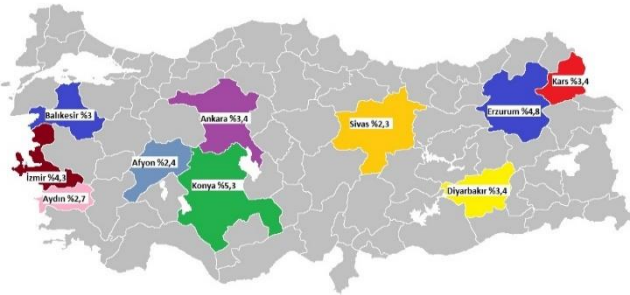 Kars %3,4
Balıkesir %3
Ankara %3,4
Sivas %2,3
Erzurum %4,8
Afyon %2,4
İzmir %4,3
Konya %5,3
Diyarbakır %3,4
Aydın %2,7